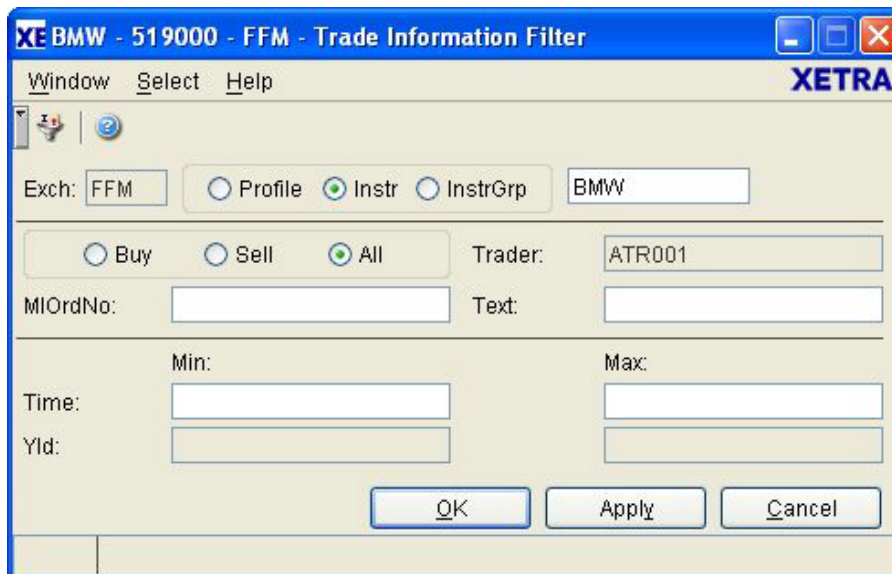 XE BMW - 519000 - FFM - Trade Information Filter
Window Select Help XETRA
Exch: FFM Profile Instr InstrGrp BMW
Buy Sell All Trader: ATR001
MIOrdNo: Text:
Min: Max:
Time:
Yld:
OK Apply Cancel